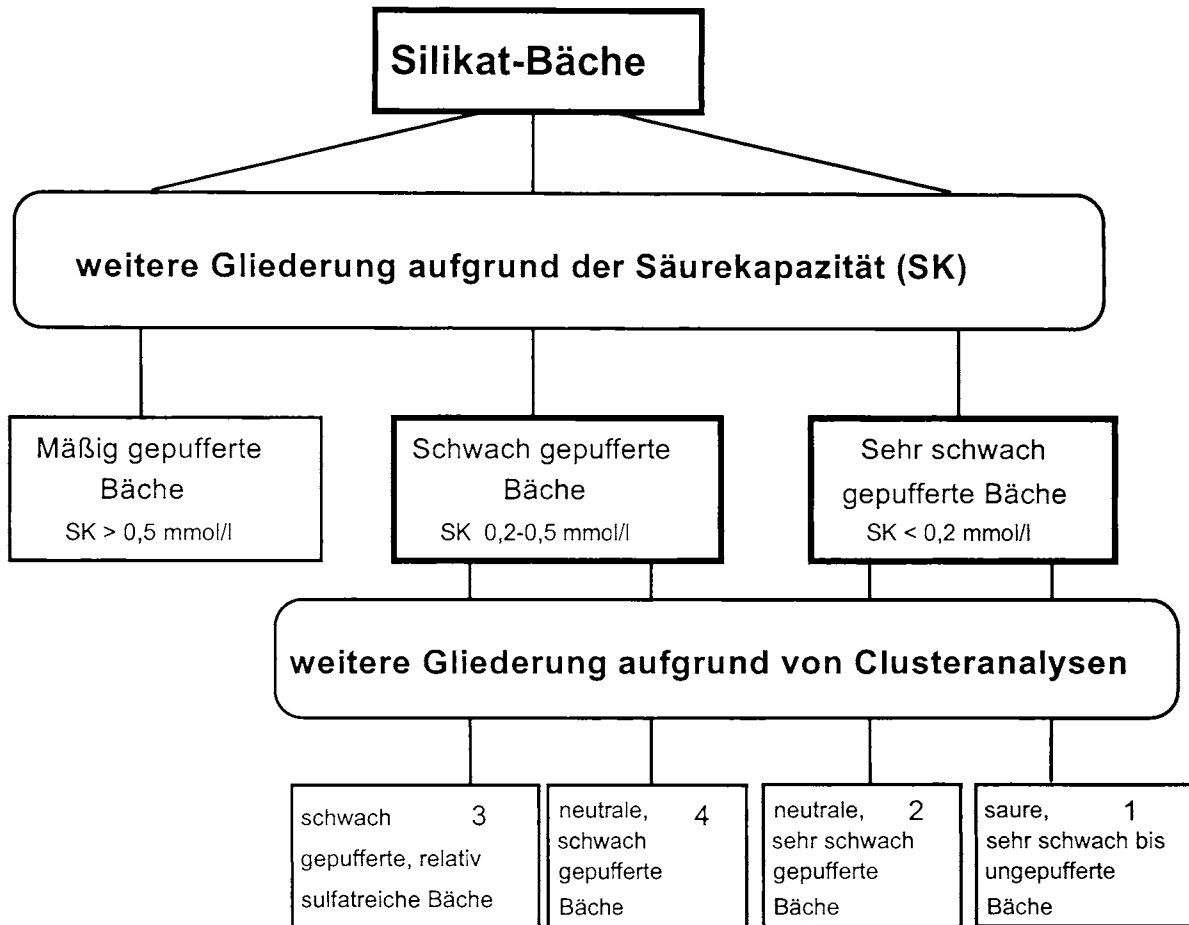 Silikat-Bäche
weitere Gliederung aufgrund der Säurekapazität (SK)
Mäßig gepufferte
Bäche
SK > 0,5 mmol/l
Schwach gepufferte
Bäche
SK 0,2-0,5 mmol/l
Sehr schwach
gepufferte Bäche
SK < 0,2 mmol/l
weitere Gliederung aufgrund von Clusteranalysen
schwach 3
gepufferte, relativ
sulfatreiche Bäche
neutrale, 4
schwach
gepufferte
Bäche
neutrale, 2
sehr schwach
gepufferte
Bäche
saure, 1
sehr schwach bis
ungepufferte
Bäche